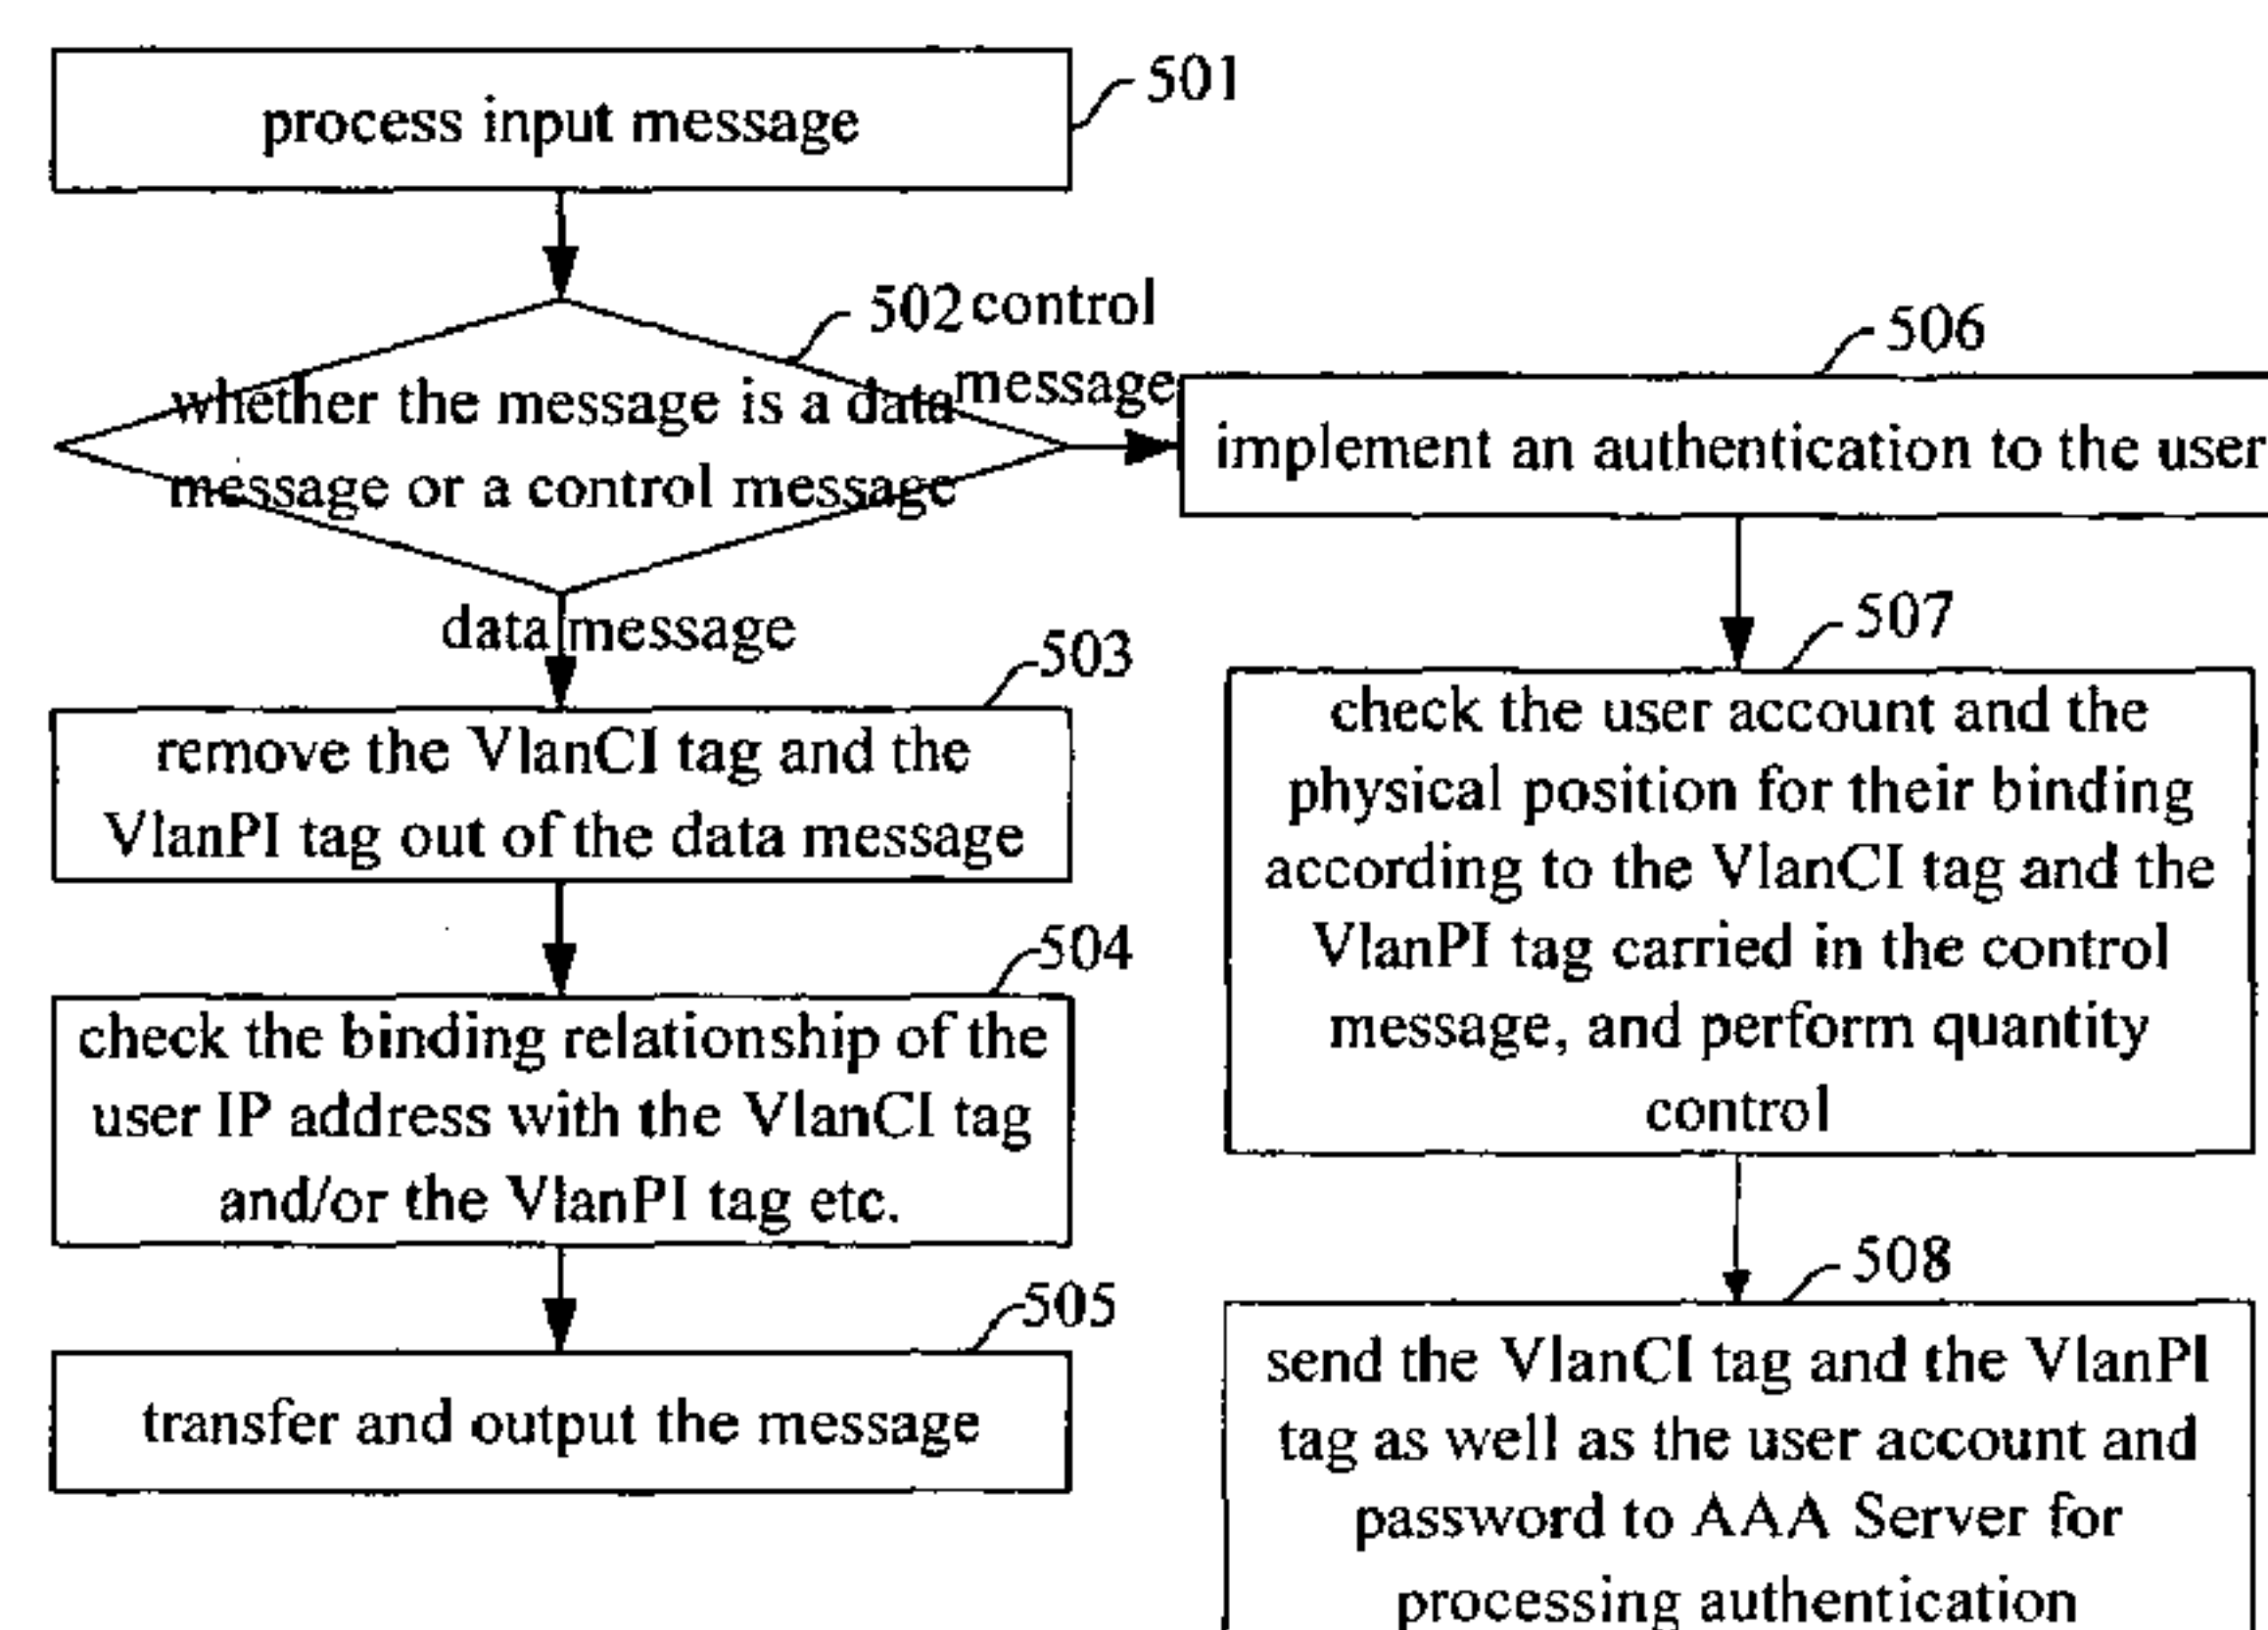 process input message
501
502
control
message
whether the message is a data
message or a control message
data message
503
remove the VlanCI tag and the
VlanPI tag out of the data message
504
check the binding relationship of the
user IP address with the VlanCI tag
and/or the VlanPI tag etc.
505
transfer and output the message
506
implement an authentication to the user
507
check the user account and the
physical position for their binding
according to the VlanCI tag and the
VlanPI tag carried in the control
message, and perform quantity
control
508
send the VlanCI tag and the VlanPI
tag as well as the user account and
password to AAA Server for
processing authentication